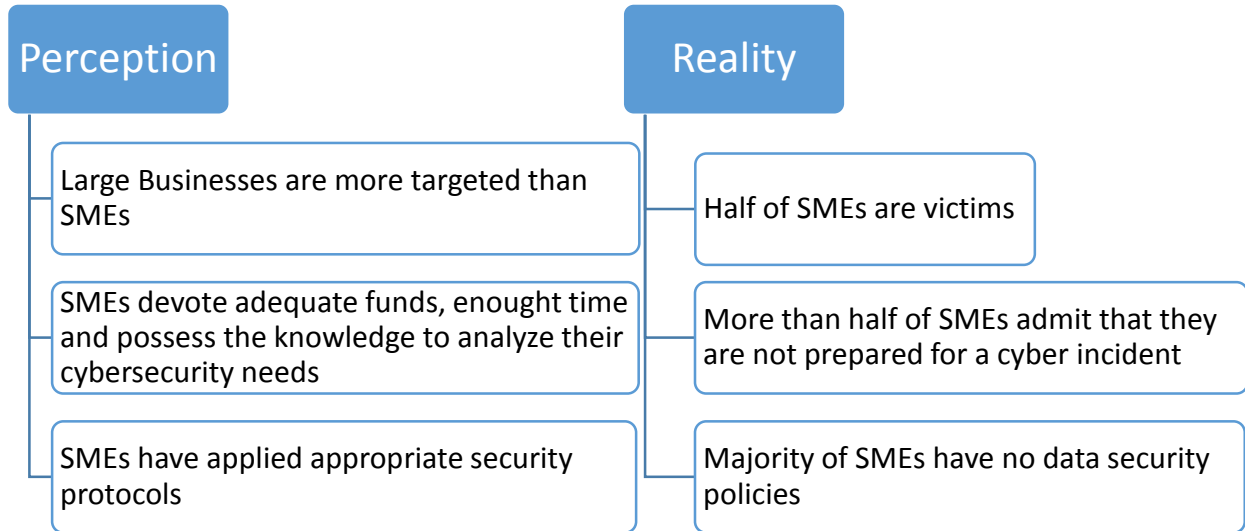 Perception
Large Businesses are more targeted than
SMEs
SMEs devote adequate funds, enought time
and possess the knowledge to analyze their
cybersecurity needs
SMEs have applied appropriate security
protocols
Reality
Half of SMEs are victims
More than half of SMEs admit that they
are not prepared for a cyber incident
Majority of SMEs have no data security
policies